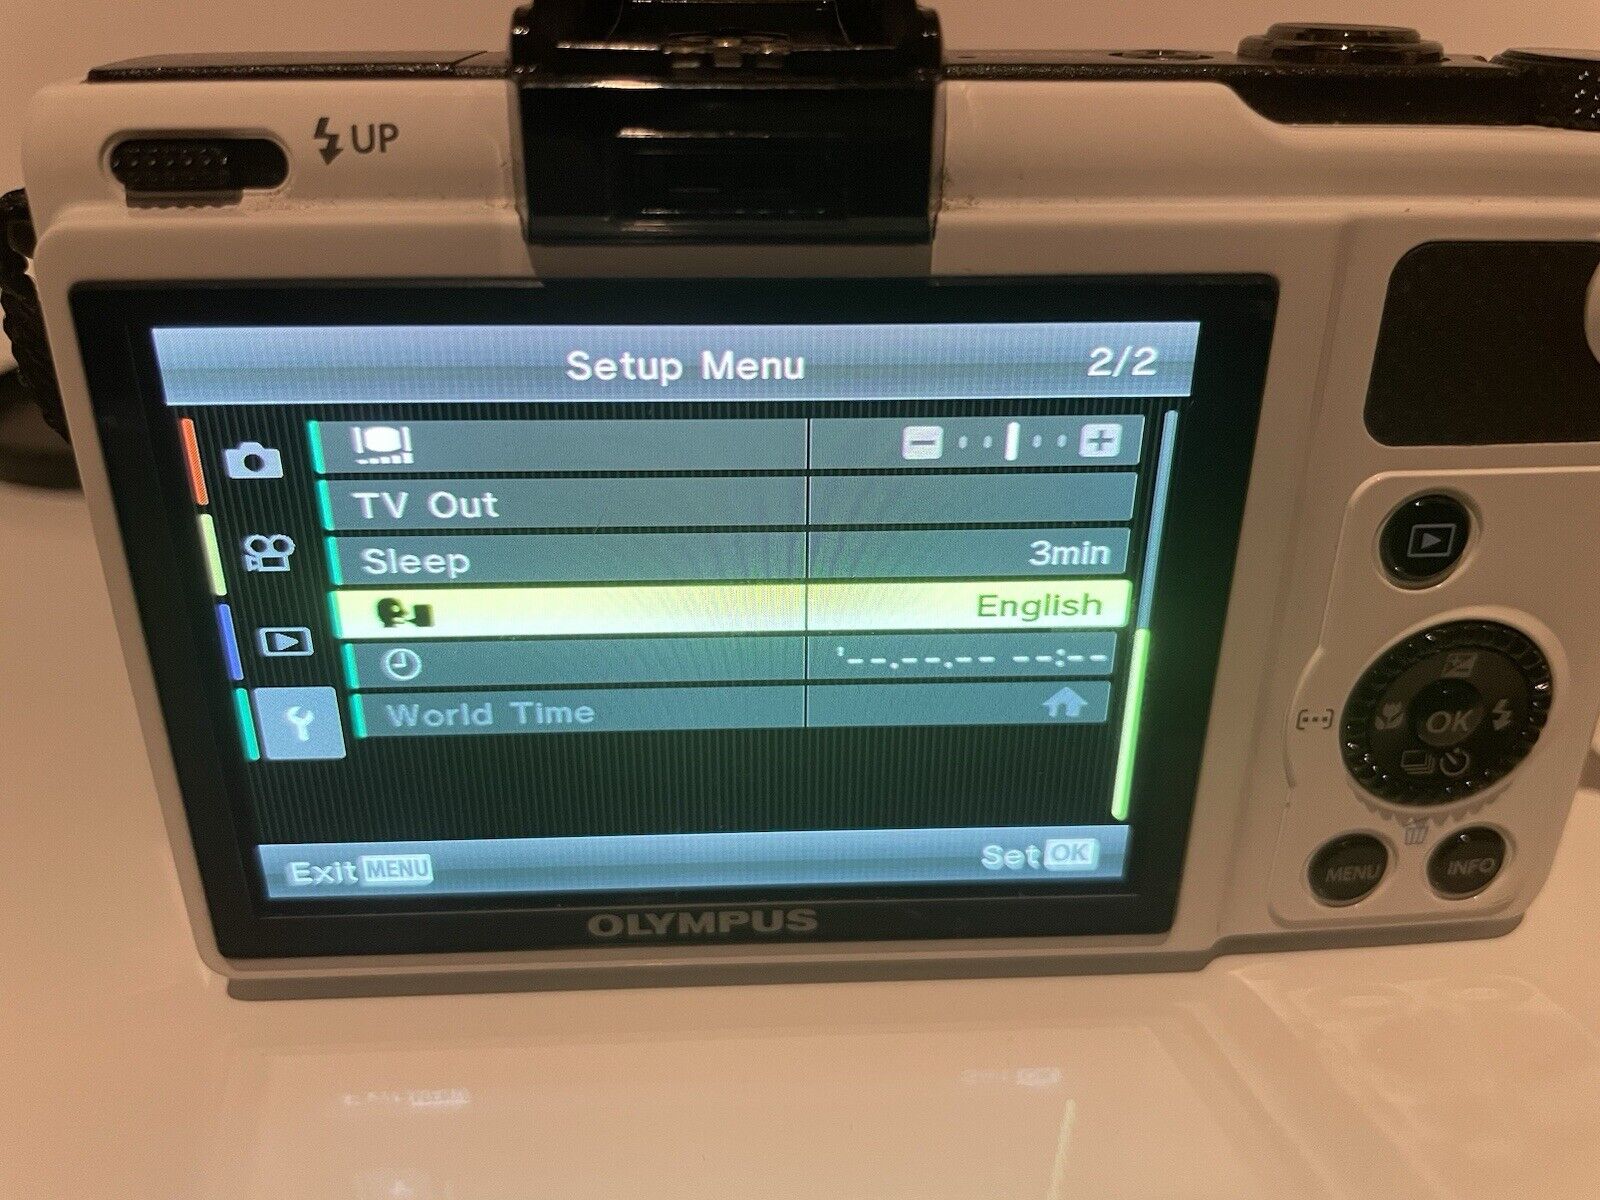 UP
Setup Menu 2/2
TV Out
Sleep 3min
English
'--.--.-- --:--
World Time
Exit MENU Set OK
OLYMPUS
OK
MENU INFO